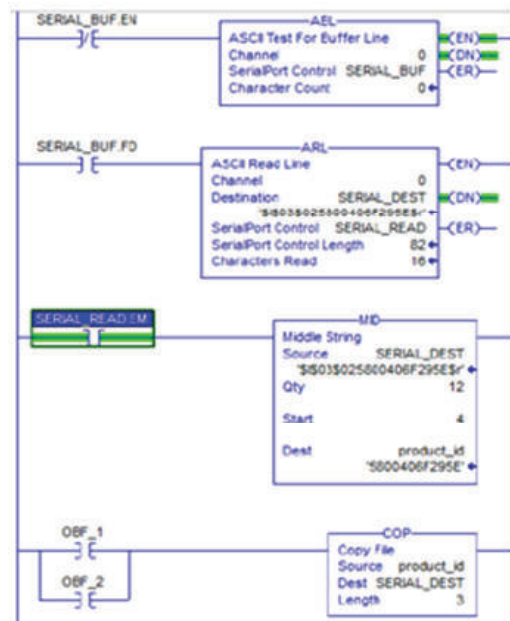 SERIAL_BUF.EN
ABL
ASCII Test For Buffer Line
Channel 0
SerialPort Control SERIAL_BUF
Character Count 0
(EN)
(DN)
(ER)
SERIAL_BUF.FD
ARL
ASCII Read Line
Channel 0
Destination SERIAL_DEST
SerialPort Control SERIAL_READ
SerialPort Control Length 82
Characters Read 16
(EN)
(DN)
(ER)
SERIAL_READ.EM
MID
Middle String
Source SERIAL_DEST
Qty 12
Start 4
Dest product_id
'5800406F295E'
OBF_1
OBF_2
COP
Copy File
Source product_id
Dest SERIAL_DEST
Length 3